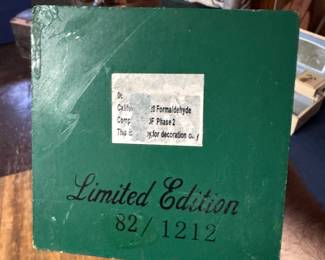 Formaldehyde
Phase 2
for decoration
Limited Edition
82/1212